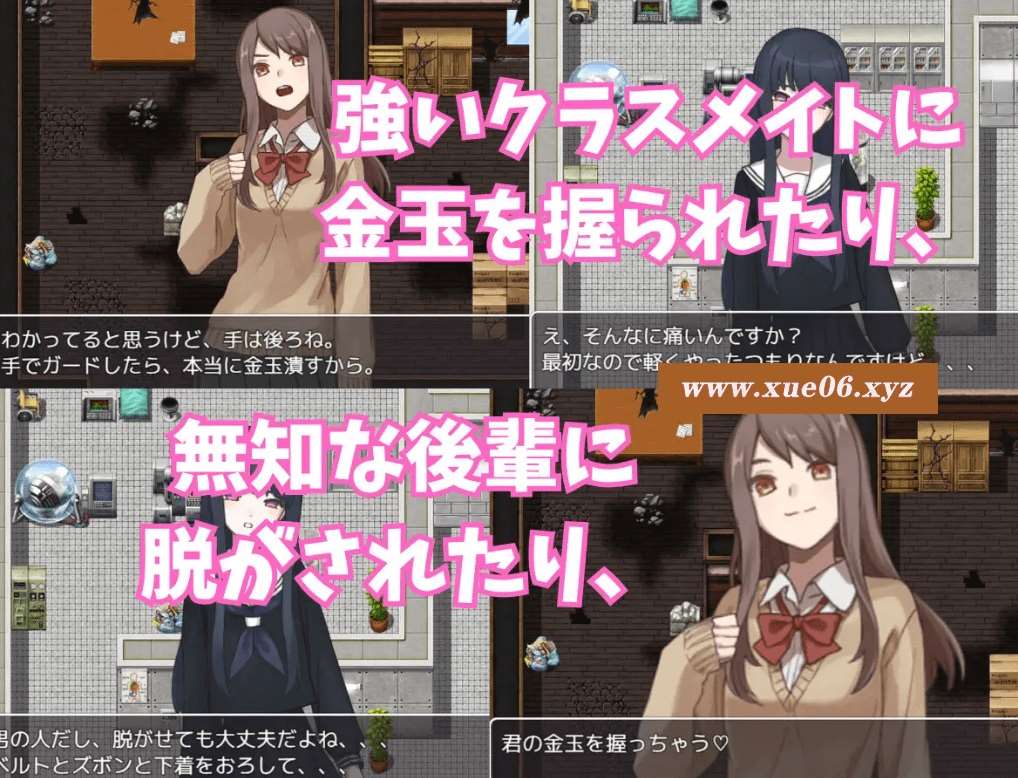 強いクラスメイトに
金玉を握られたり、
わかってると思うけど、手は後ろね。
手でガードしたら、本当に金玉潰すから。
え、そんなに痛いんですか？
最初なので軽くやったつもりなんですけど、、、
www.xue06.xyz
無知な後輩に
脱がされたり、
男の人だし、脱がせても大丈夫だよね、、、
ベルトとズボンと下着をおろして、、、
君の金玉を握っちゃう♡